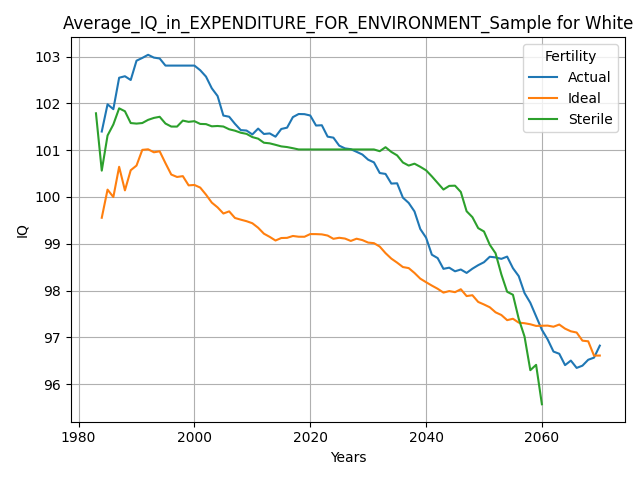 Average_IQ_in_EXPENDITURE_FOR_ENVIRONMENT_Sample for White
Fertility
Actual
Ideal
Sterile
103
102
101
100
99
98
97
96
IQ
1980
2000
2020
2040
2060
Years